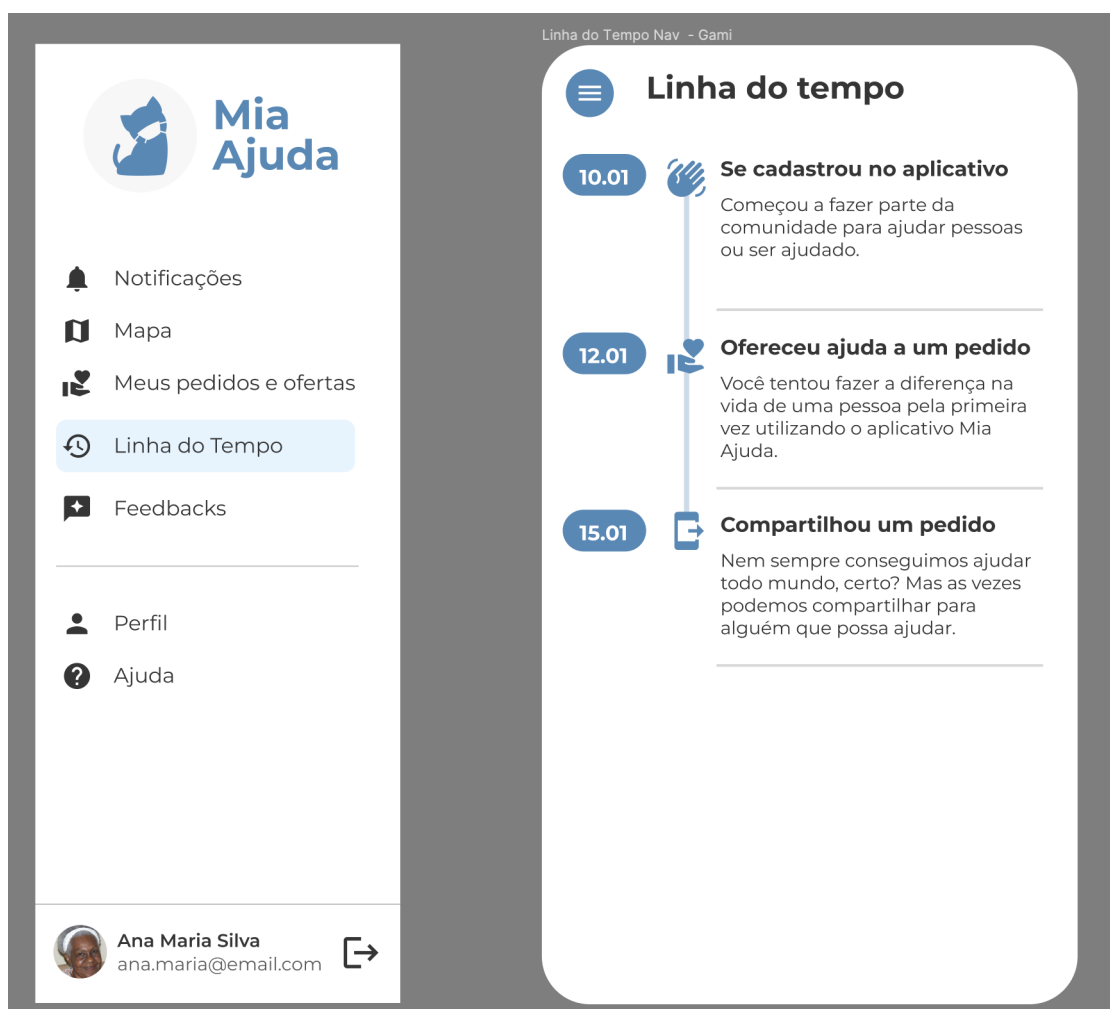 Mia
Ajuda
Notificações
Mapa
Meus pedidos e ofertas
Linha do Tempo
Feedbacks
Perfil
Ajuda
Ana Maria Silva
ana.maria@email.com
Linha do Tempo Nav - Gami
Linha do tempo
10.01
Se cadastrou no aplicativo
Começou a fazer parte da
comunidade para ajudar pessoas
ou ser ajudado.
12.01
Ofereceu ajuda a um pedido
Você tentou fazer a diferença na
vida de uma pessoa pela primeira
vez utilizando o aplicativo Mia
Ajuda.
15.01
Compartilhou um pedido
Nem sempre conseguimos ajudar
todo mundo, certo? Mas as vezes
podemos compartilhar para
alguém que possa ajudar.